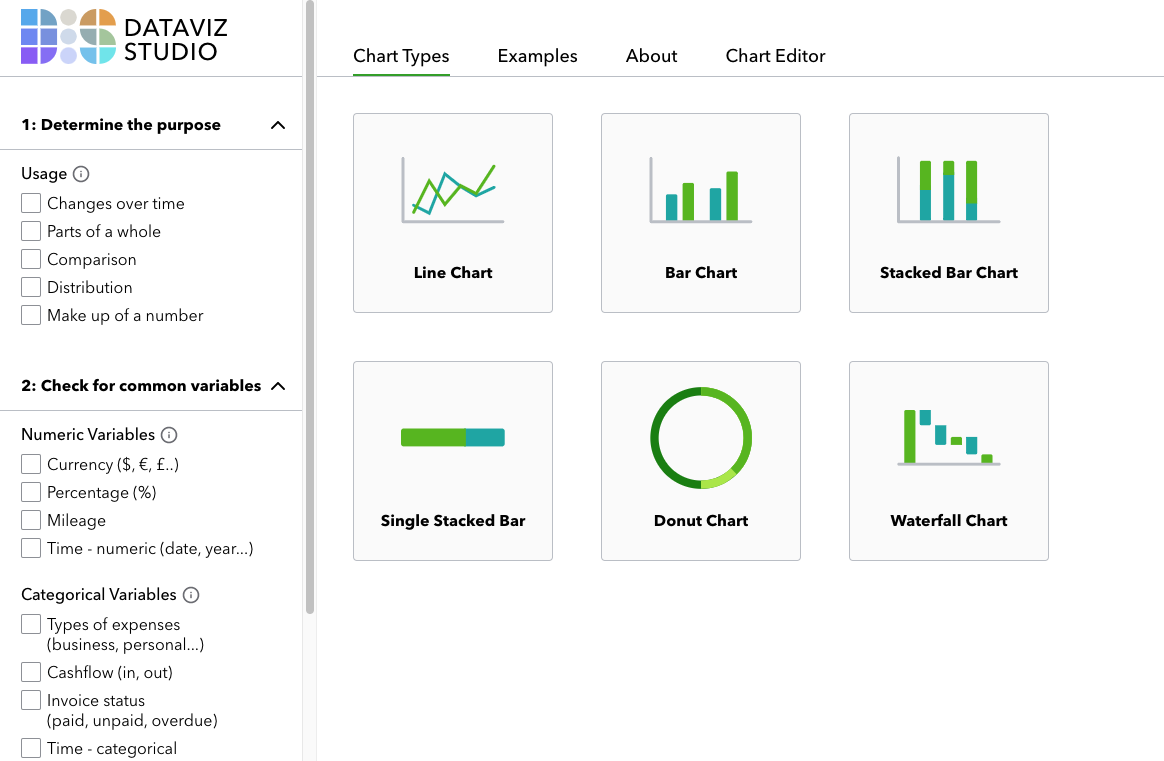 DATAVIZ
STUDIO
Chart Types
Examples
About
Chart Editor
1: Determine the purpose
Usage
Changes over time
Parts of a whole
Comparison
Distribution
Make up of a number
2: Check for common variables
Numeric Variables
Currency ($, €, £..)
Percentage (%)
Mileage
Time - numeric (date, year...)
Categorical Variables
Types of expenses
(business, personal...)
Cashflow (in, out)
Invoice status
(paid, unpaid, overdue)
Time - categorical
Line Chart
Bar Chart
Stacked Bar Chart
Single Stacked Bar
Donut Chart
Waterfall Chart